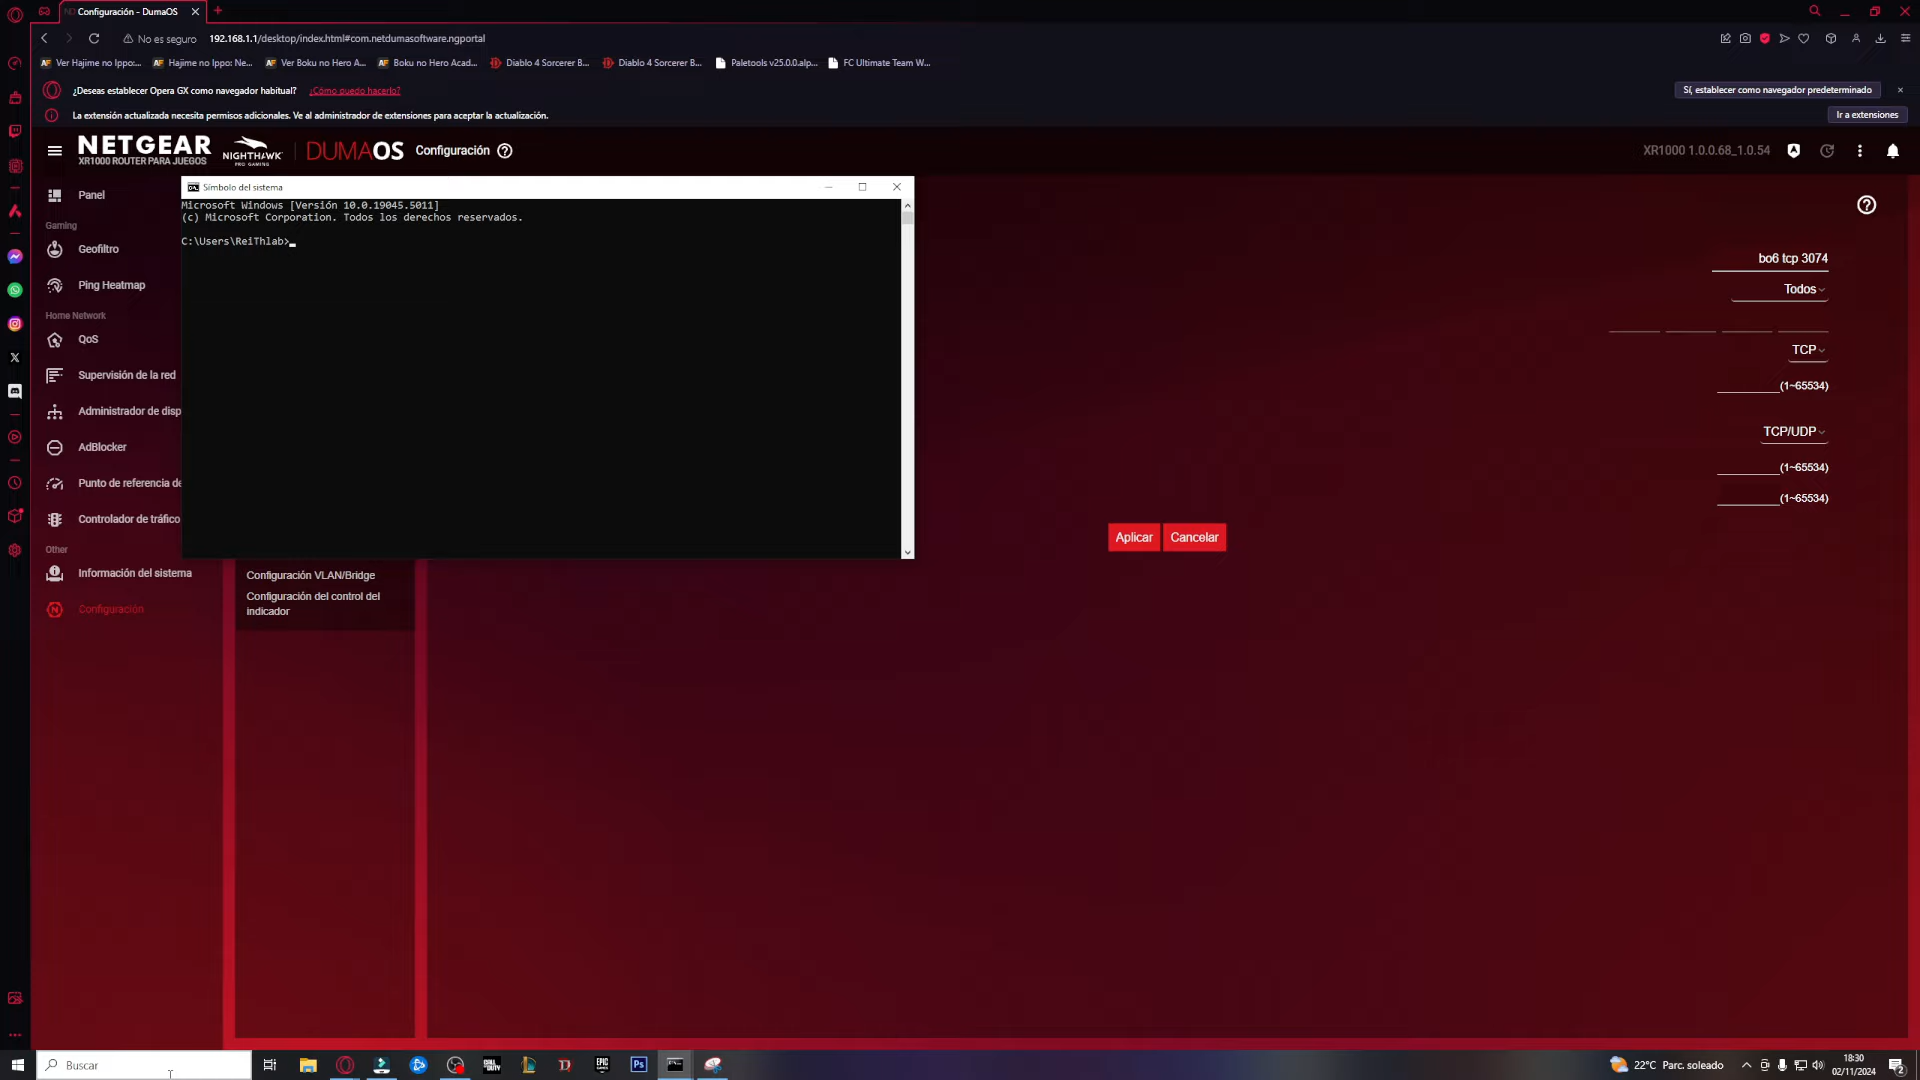 Configuración - DumaOS
No es seguro
192.168.1.1/desktop/index.html#com.netdumasoftware.ngportal
Ver Hajime no Ippo:...
Hajime no Ippo: Ne...
Ver Boku no Hero A...
Boku no Hero Acad...
Diablo 4 Sorcerer B...
Diablo 4 Sorcerer B...
Paletools v25.0.0.alp...
FC Ultimate Team W...
¿Deseas establecer Opera GX como navegador habitual?
¿Cómo puedo hacerlo?
Sí, establecer como navegador predeterminado
La extensión actualizada necesita permisos adicionales. Ve al administrador de extensiones para aceptar la actualización.
Ir a extensiones
NETGEAR
XR1000 ROUTER PARA JUEGOS
NIGHTHAWK
PRO GAMING
DUMAOS
Configuración
XR1000 1.0.0.68_1.0.54
Panel
Gaming
Geofiltro
Ping Heatmap
Home Network
QoS
Supervisión de la red
Administrador de disp
AdBlocker
Punto de referencia de
Controlador de tráfico
Other
Información del sistema
Configuración
Símbolo del sistema
Microsoft Windows [Versión 10.0.19045.5011]
(c) Microsoft Corporation. Todos los derechos reservados.
C:\Users\ReiThlab>
Configuración VLAN/Bridge
Configuración del control del
indicador
bo6 tcp 3074
Todos
TCP
(1~65534)
TCP/UDP
(1~65534)
(1~65534)
Aplicar
Cancelar
Buscar
CALL DUTY
EPIC GAMES
Ps
22°C Parc. soleado
18:30
02/11/2024
2